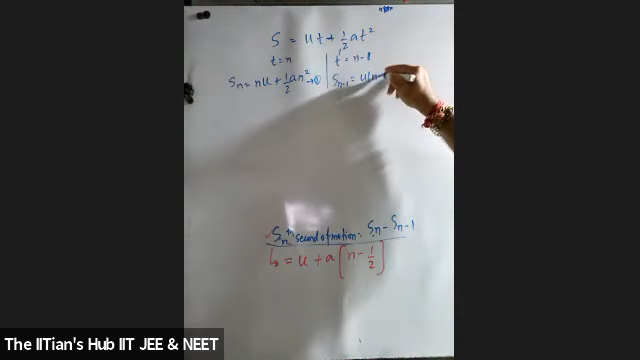 S = ut + 1/2 at²
t = n
t = n-1
Sn = nu + 1/2 an² → ①
Sn-1 = u(n
Sn^th second of motion = Sn - Sn-1
= u + a [n - 1/2]
The IITian's Hub IIT JEE & NEET